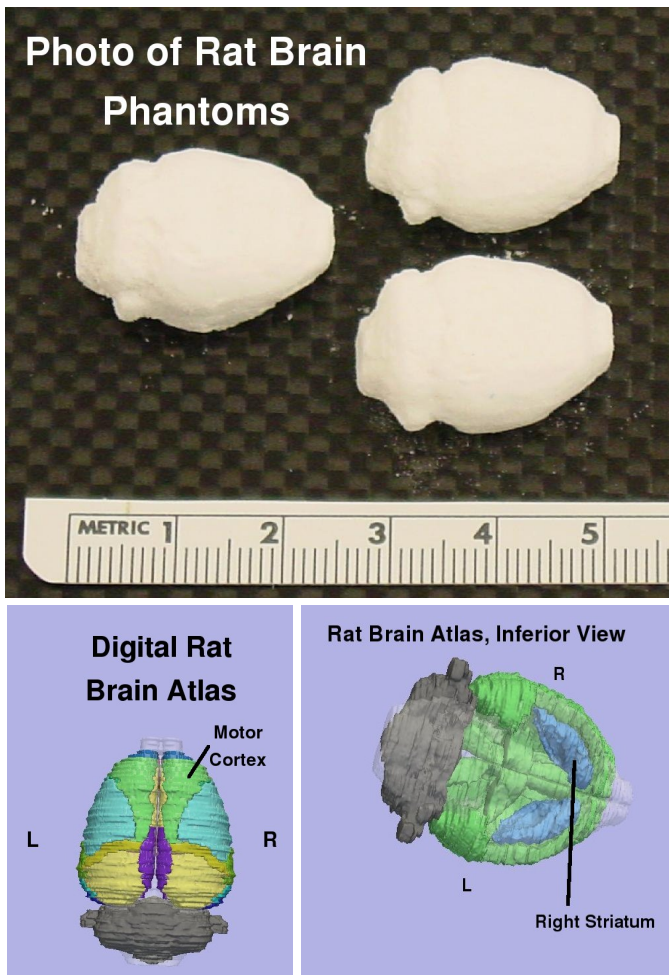 Photo of Rat Brain
Phantoms
METRIC 1 2 3 4 5
Digital Rat
Brain Atlas
Motor
Cortex
L
R
Rat Brain Atlas, Inferior View
R
L
Right Striatum